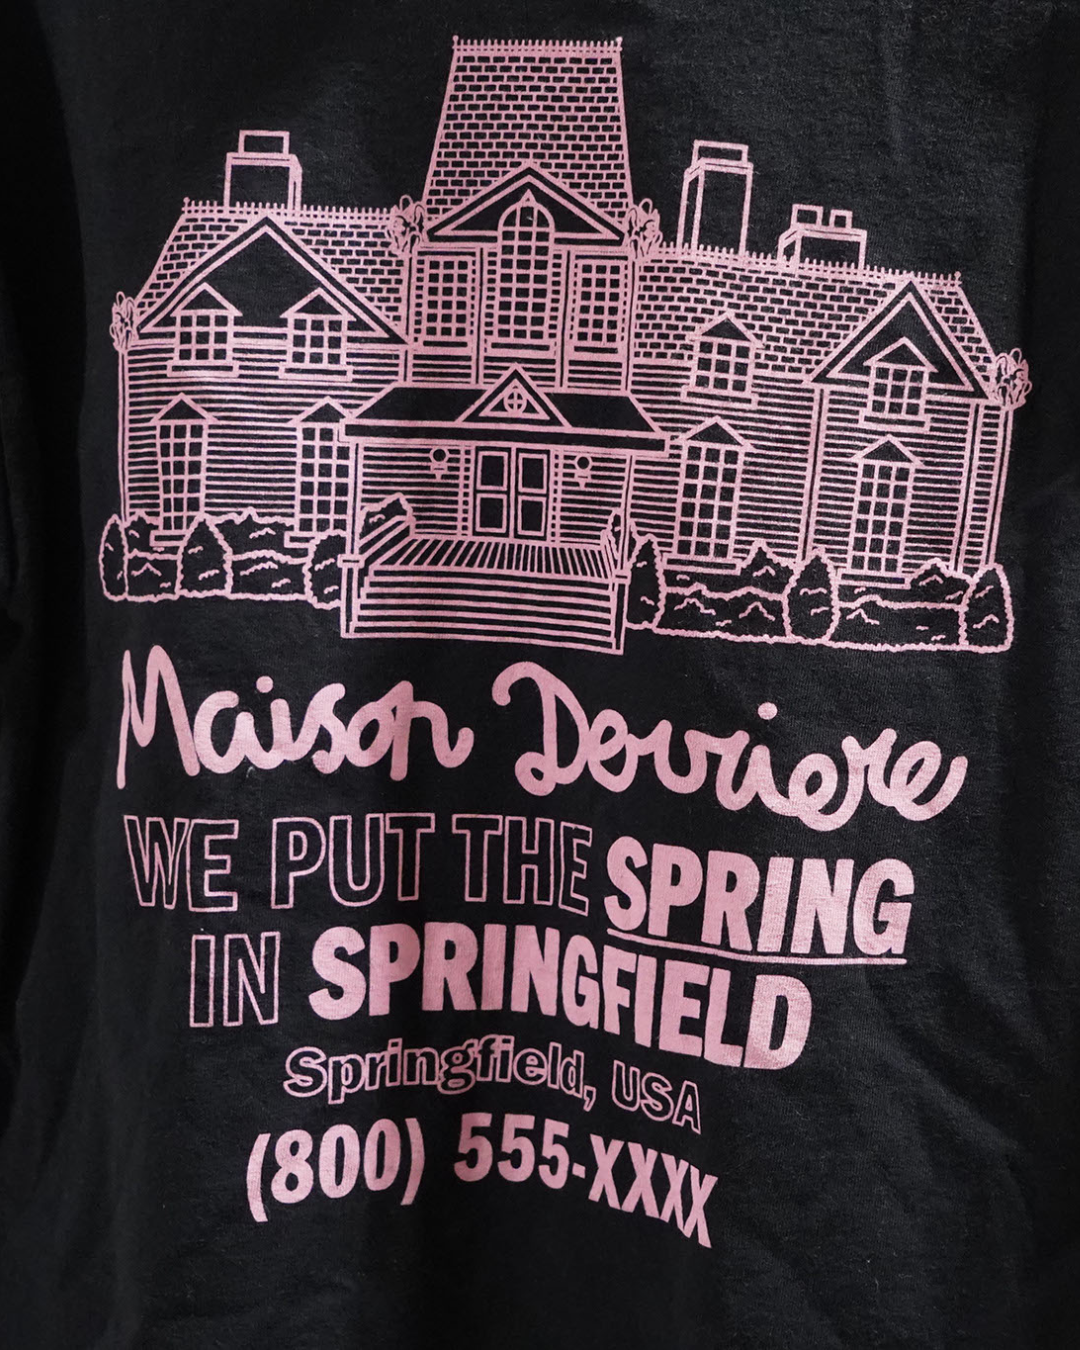 Maison Derriere
WE PUT THE SPRING
IN SPRINGFIELD
Springfield, USA
(800) 555-XXXX